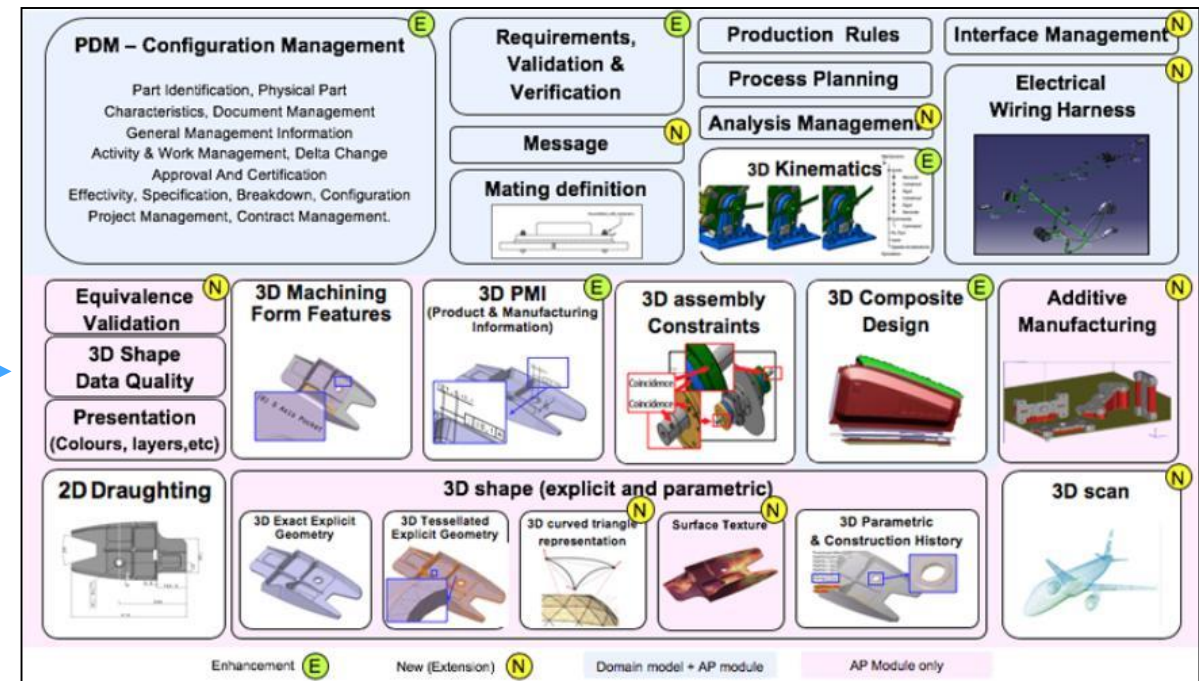 E
PDM – Configuration Management
Part Identification, Physical Part
Characteristics, Document Management
General Management Information
Activity & Work Management, Delta Change
Approval And Certification
Effectivity, Specification, Breakdown, Configuration
Project Management, Contract Management.
E
Requirements,
Validation &
Verification
N
Message
Mating definition
Production Rules
Process Planning
N
Analysis Management
E
3D Kinematics
N
Interface Management
N
Electrical
Wiring Harness
N
Equivalence
Validation
3D Shape
Data Quality
Presentation
(Colours, layers,etc)
3D Machining
Form Features
Axis Pocket
E
3D PMI
(Product & Manufacturing
Information)
3D assembly
Constraints
Coincidence
Coincidence
E
3D Composite
Design
N
Additive
Manufacturing
2D Draughting
3D shape (explicit and parametric)
3D Exact Explicit
Geometry
3D Tessellated
Explicit Geometry
N
3D curved triangle
representation
N
Surface Texture
3D Parametric
& Construction History
N
3D scan
Enhancement E
New (Extension) N
Domain model + AP module
AP Module only